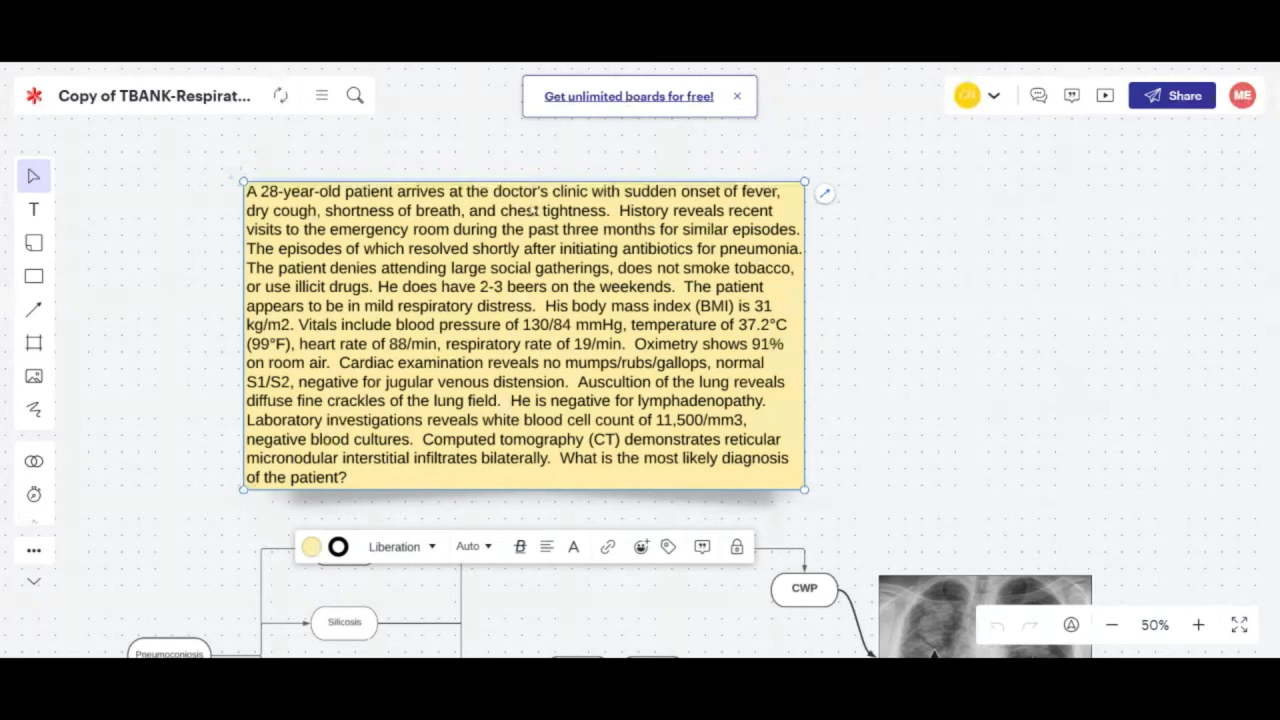 Copy of TBANK-Respirat...
Get unlimited boards for free!
Share
ME
A 28-year-old patient arrives at the doctor's clinic with sudden onset of fever,
dry cough, shortness of breath, and chest tightness. History reveals recent
visits to the emergency room during the past three months for similar episodes.
The episodes of which resolved shortly after initiating antibiotics for pneumonia.
The patient denies attending large social gatherings, does not smoke tobacco,
or use illicit drugs. He does have 2-3 beers on the weekends. The patient
appears to be in mild respiratory distress. His body mass index (BMI) is 31
kg/m2. Vitals include blood pressure of 130/84 mmHg, temperature of 37.2°C
(99°F), heart rate of 88/min, respiratory rate of 19/min. Oximetry shows 91%
on room air. Cardiac examination reveals no mumps/rubs/gallops, normal
S1/S2, negative for jugular venous distension. Auscultion of the lung reveals
diffuse fine crackles of the lung field. He is negative for lymphadenopathy.
Laboratory investigations reveals white blood cell count of 11,500/mm3,
negative blood cultures. Computed tomography (CT) demonstrates reticular
micronodular interstitial infiltrates bilaterally. What is the most likely diagnosis
of the patient?
Liberation
Auto
CWP
Silicosis
50%
Pneumoconiosis